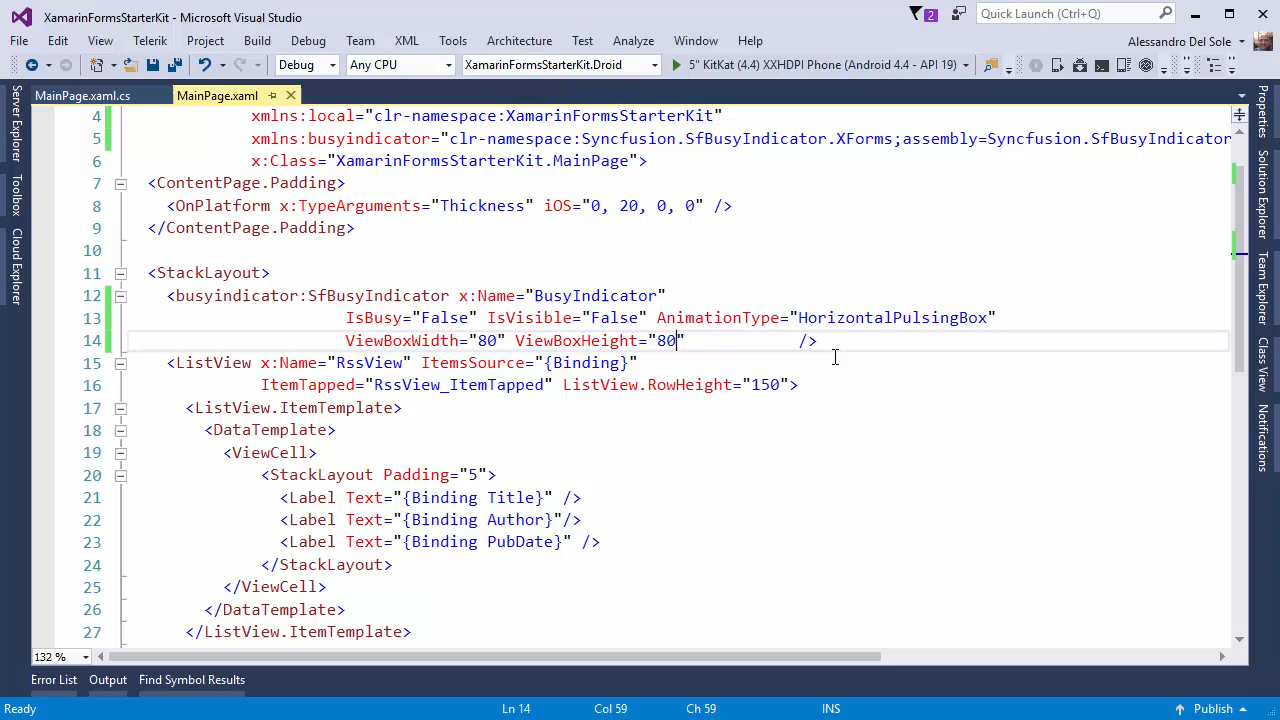 XamarinFormsStarterKit - Microsoft Visual Studio
2
Quick Launch (Ctrl+Q)
File Edit View Telerik Project Build Debug Team XML Tools Architecture Test Analyze Window Help
Alessandro Del Sole
Debug Any CPU XamarinFormsStarterKit.Droid 5" KitKat (4.4) XXHDPI Phone (Android 4.4 - API 19)
MainPage.xaml.cs MainPage.xaml
Server Explorer
Toolbox
Cloud Explorer
4 xmlns:local="clr-namespace:XamarinFormsStarterKit"
5 xmlns:busyindicator="clr-namespace:Syncfusion.SfBusyIndicator.XForms;assembly=Syncfusion.SfBusyIndicator
6 x:Class="XamarinFormsStarterKit.MainPage">
7 <ContentPage.Padding>
8 <OnPlatform x:TypeArguments="Thickness" iOS="0, 20, 0, 0" />
9 </ContentPage.Padding>
10
11 <StackLayout>
12 <busyindicator:SfBusyIndicator x:Name="BusyIndicator"
13 IsBusy="False" IsVisible="False" AnimationType="HorizontalPulsingBox"
14 ViewBoxWidth="80" ViewBoxHeight="80" />
15 <ListView x:Name="RssView" ItemsSource="{Binding}"
16 ItemTapped="RssView_ItemTapped" ListView.RowHeight="150">
17 <ListView.ItemTemplate>
18 <DataTemplate>
19 <ViewCell>
20 <StackLayout Padding="5">
21 <Label Text="{Binding Title}" />
22 <Label Text="{Binding Author}"/>
23 <Label Text="{Binding PubDate}" />
24 </StackLayout>
25 </ViewCell>
26 </DataTemplate>
27 </ListView.ItemTemplate>
Properties
Solution Explorer
Team Explorer
Class View
Notifications
132 %
Error List Output Find Symbol Results
Ready Ln 14 Col 59 Ch 59 INS Publish